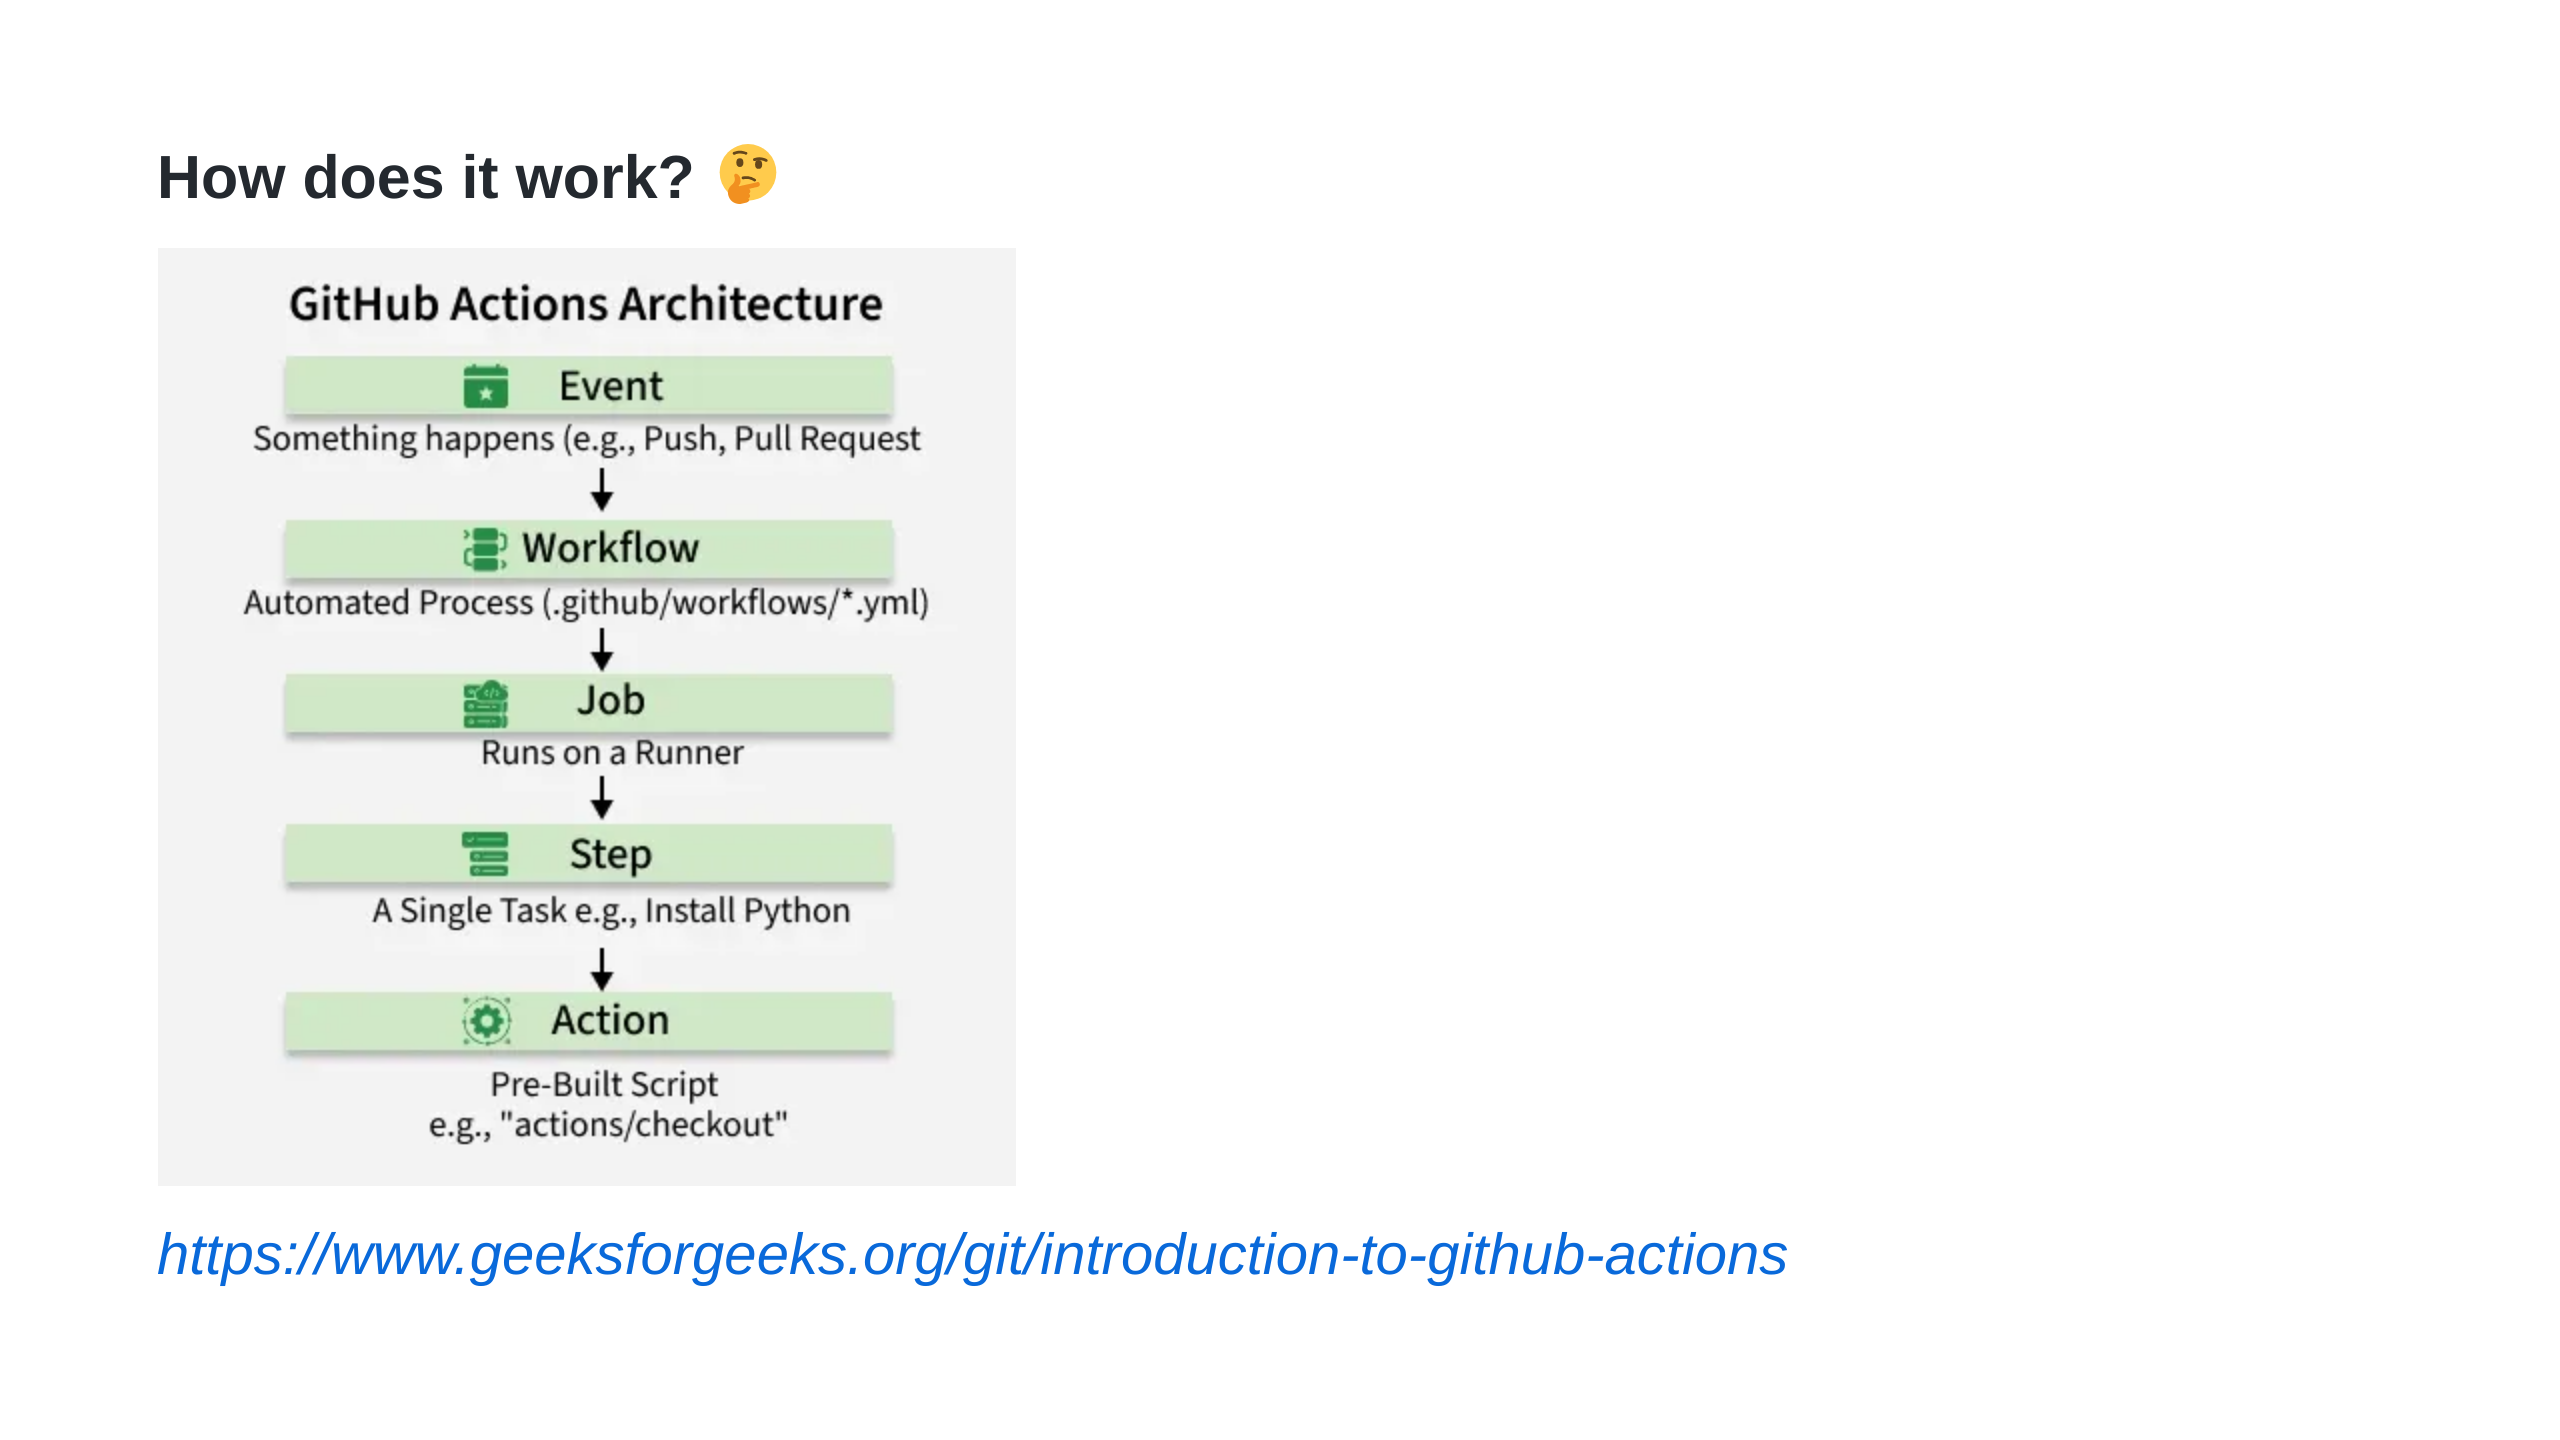 How does it work? 🤔
GitHub Actions Architecture
Event
Something happens (e.g., Push, Pull Request
Workflow
Automated Process (.github/workflows/*.yml)
Job
Runs on a Runner
Step
A Single Task e.g., Install Python
Action
Pre-Built Script
e.g., "actions/checkout"
https://www.geeksforgeeks.org/git/introduction-to-github-actions